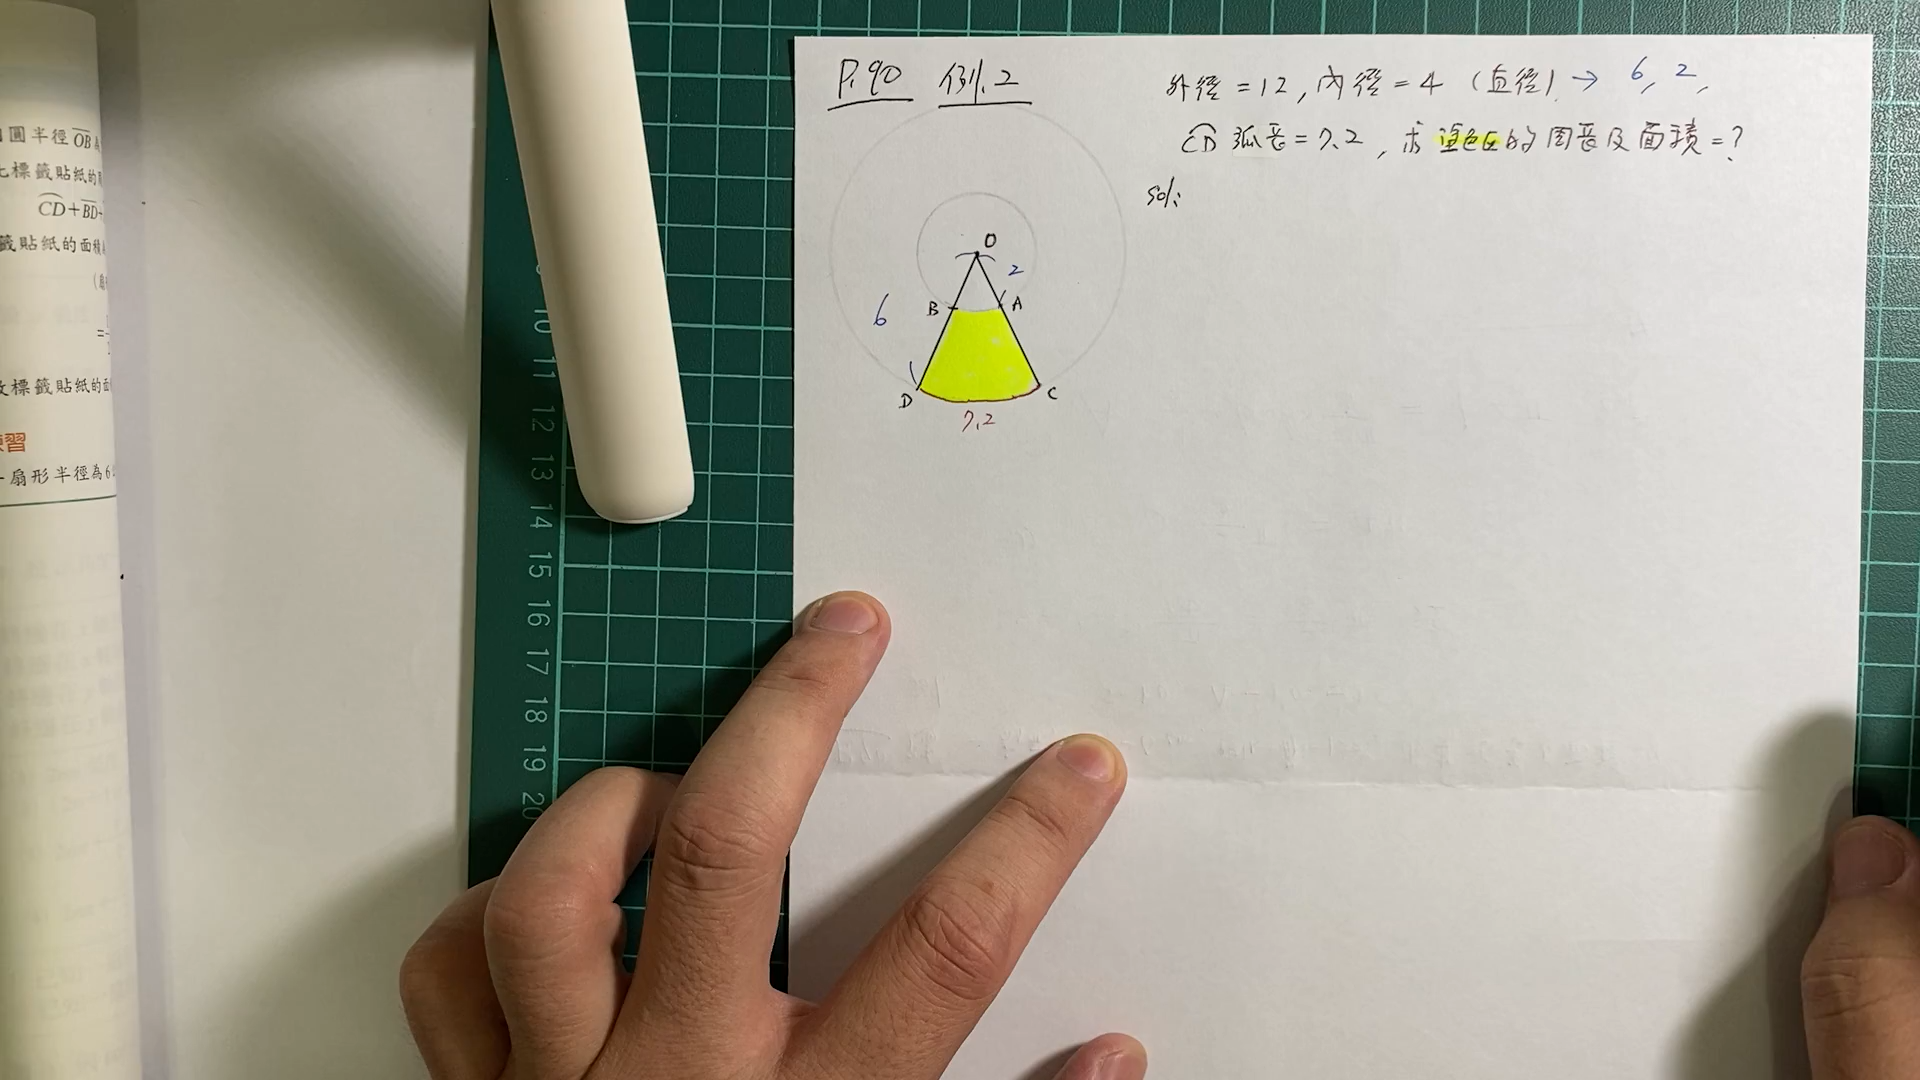 圓半徑OB
標籤貼紙的
CD+BD
籤貼紙的面積
標籤貼紙的面
習
扇形半徑為6
10
11
12
13
14
15
16
17
18
19
20
P.90 例.2
外徑=12,內徑=4(直徑)→ 6, 2,
CD弧長=7.2,求塗色區的周長及面積=?
sol:
O
2
B
A
6
D
C
7.2